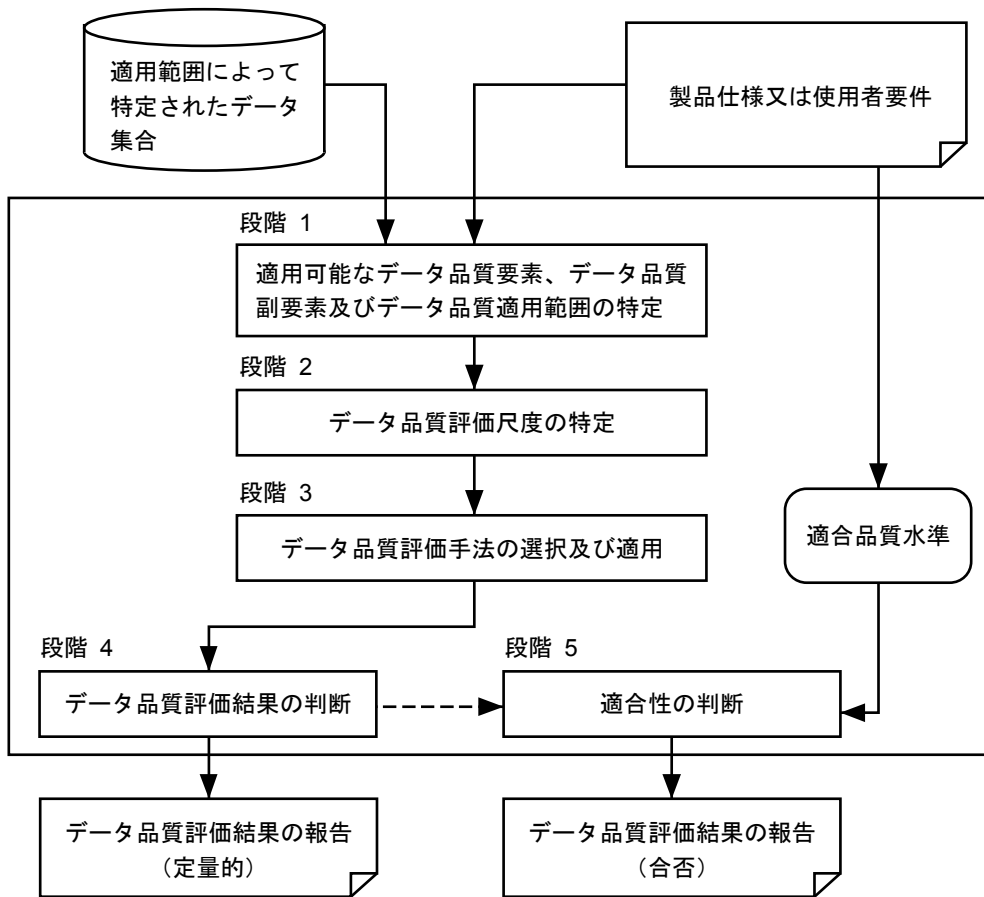 適用範囲によって
特定されたデータ
集合
製品仕様又は使用者要件
段階 1
適用可能なデータ品質要素、データ品質
副要素及びデータ品質適用範囲の特定
段階 2
データ品質評価尺度の特定
段階 3
データ品質評価手法の選択及び適用
適合品質水準
段階 4
データ品質評価結果の判断
段階 5
適合性の判断
データ品質評価結果の報告
（定量的）
データ品質評価結果の報告
（合否）